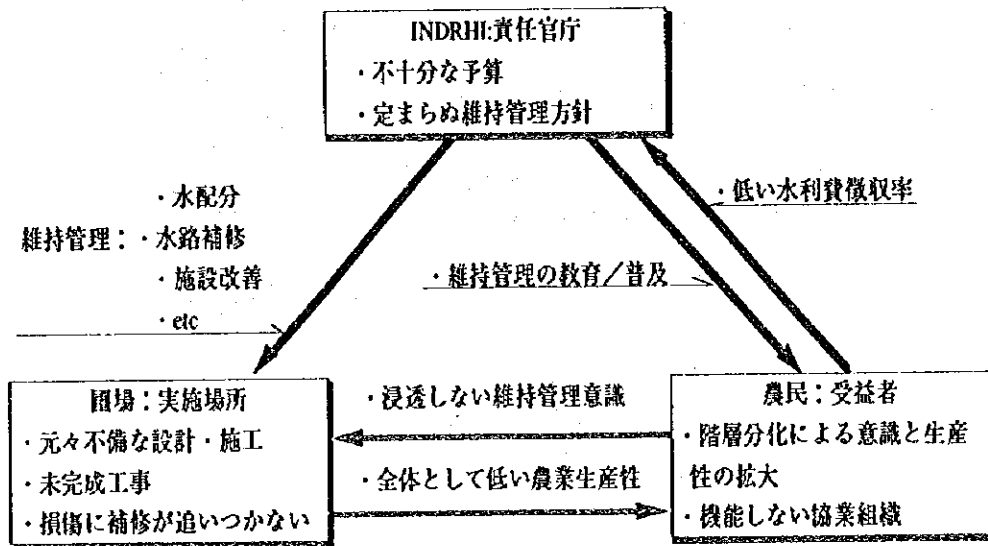 INDRHI:責任官庁
・不十分な予算
・定まらぬ維持管理方針
・水配分
維持管理：・水路補修
・施設改善
・etc
・低い水利費徴収率
・維持管理の教育／普及
圃場：実施場所
・元々不備な設計・施工
・未完成工事
・損傷に補修が追いつかない
・浸透しない維持管理意識
・全体として低い農業生産性
農民：受益者
・階層分化による意識と生産
性の拡大
・機能しない協業組織